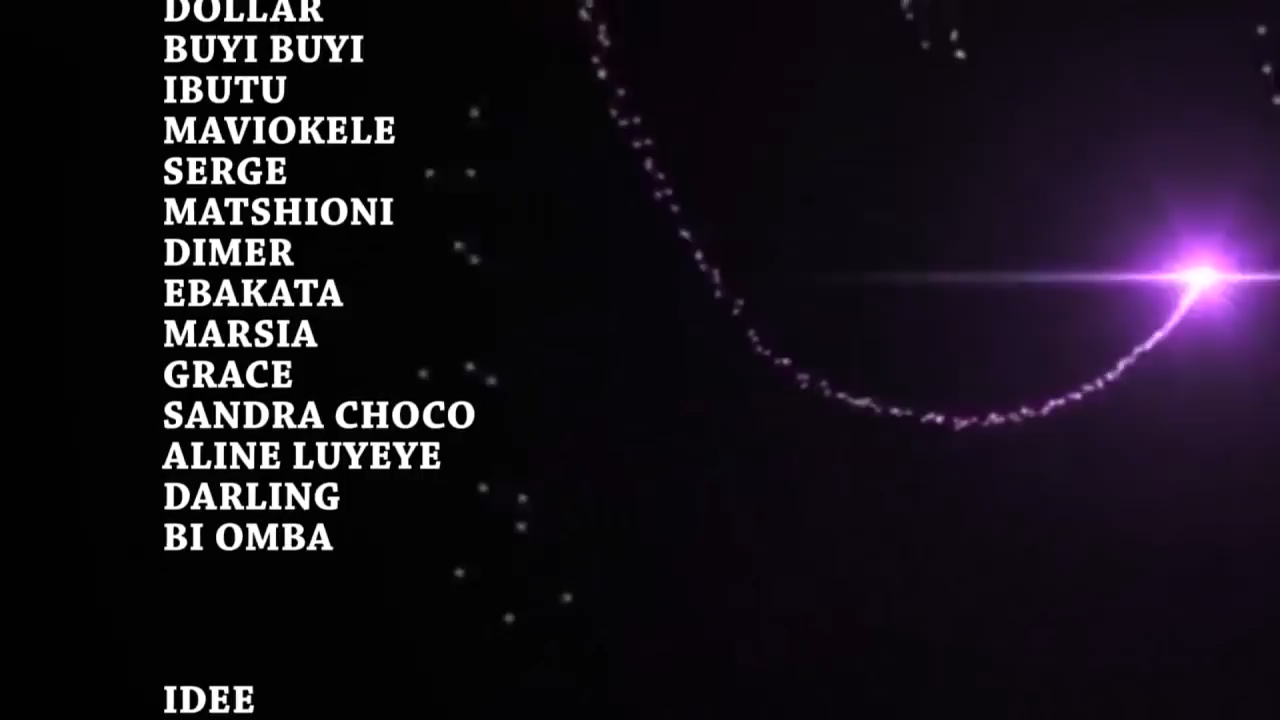 DOLLAR
BUYI BUYI
IBUTU
MAVIOKELE
SERGE
MATSHIONI
DIMER
EBAKATA
MARSIA
GRACE
SANDRA CHOCO
ALINE LUYEYE
DARLING
BI OMBA
IDEE